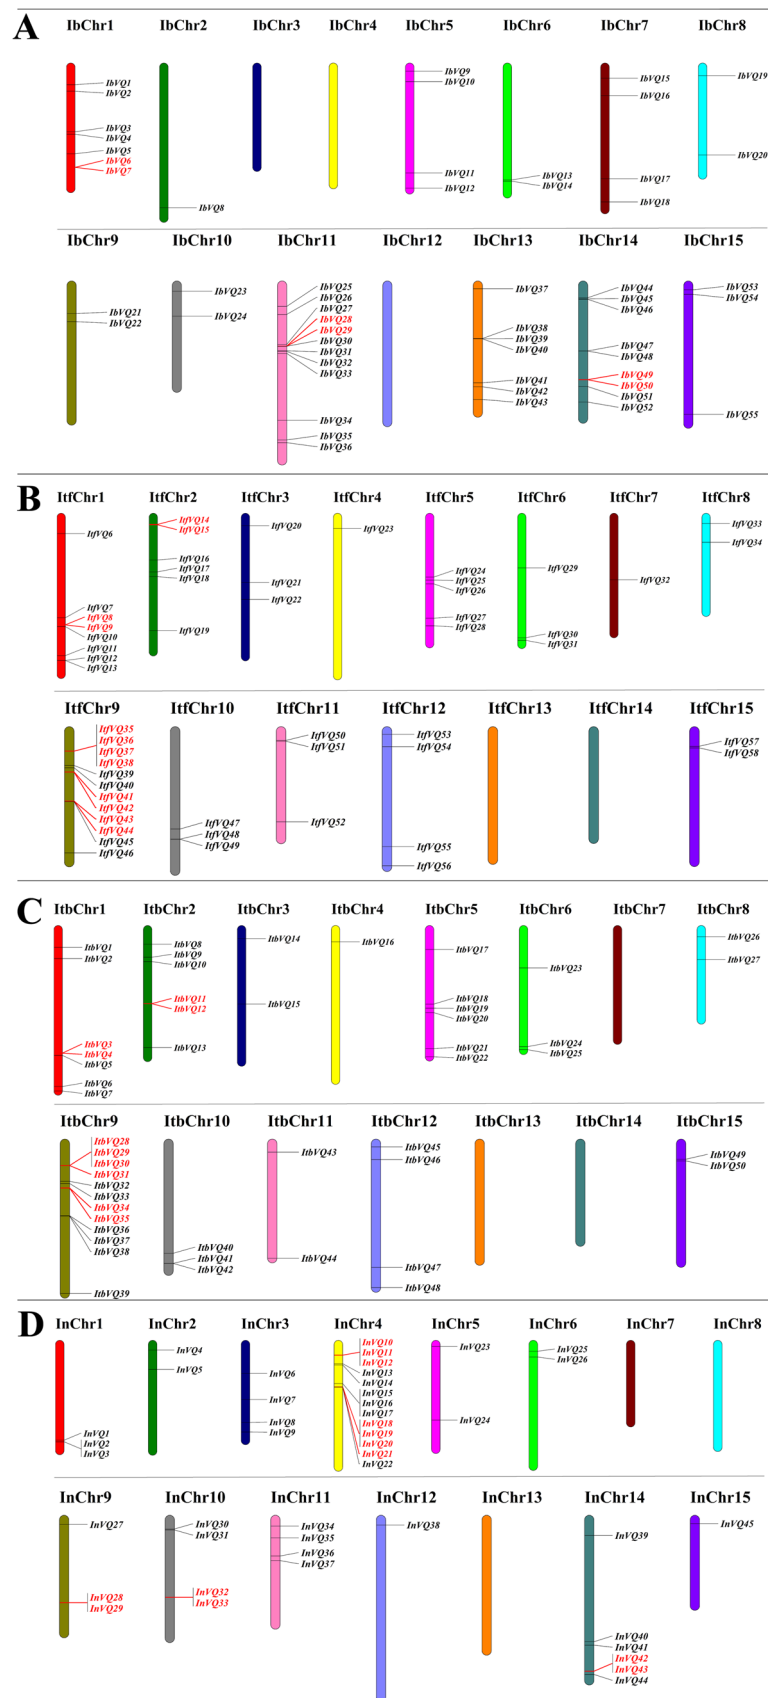 A
IbChr1 IbChr2 IbChr3 IbChr4 IbChr5 IbChr6 IbChr7 IbChr8
IbVQ1
IbVQ2
IbVQ3
IbVQ4
IbVQ5
IbVQ6
IbVQ7
IbVQ8
IbVQ9
IbVQ10
IbVQ11
IbVQ12
IbVQ13
IbVQ14
IbVQ15
IbVQ16
IbVQ17
IbVQ18
IbVQ19
IbVQ20
IbChr9 IbChr10 IbChr11 IbChr12 IbChr13 IbChr14 IbChr15
IbVQ21
IbVQ22
IbVQ23
IbVQ24
IbVQ25
IbVQ26
IbVQ27
IbVQ28
IbVQ29
IbVQ30
IbVQ31
IbVQ32
IbVQ33
IbVQ34
IbVQ35
IbVQ36
IbVQ37
IbVQ38
IbVQ39
IbVQ40
IbVQ41
IbVQ42
IbVQ43
IbVQ44
IbVQ45
IbVQ46
IbVQ47
IbVQ48
IbVQ49
IbVQ50
IbVQ51
IbVQ52
IbVQ53
IbVQ54
IbVQ55
B
ItfChr1 ItfChr2 ItfChr3 ItfChr4 ItfChr5 ItfChr6 ItfChr7 ItfChr8
ItfVQ6
ItfVQ7
ItfVQ8
ItfVQ9
ItfVQ10
ItfVQ11
ItfVQ12
ItfVQ13
ItfVQ14
ItfVQ15
ItfVQ16
ItfVQ17
ItfVQ18
ItfVQ19
ItfVQ20
ItfVQ21
ItfVQ22
ItfVQ23
ItfVQ24
ItfVQ25
ItfVQ26
ItfVQ27
ItfVQ28
ItfVQ29
ItfVQ30
ItfVQ31
ItfVQ32
ItfVQ33
ItfVQ34
ItfChr9 ItfChr10 ItfChr11 ItfChr12 ItfChr13 ItfChr14 ItfChr15
ItfVQ35
ItfVQ36
ItfVQ37
ItfVQ38
ItfVQ39
ItfVQ40
ItfVQ41
ItfVQ42
ItfVQ43
ItfVQ44
ItfVQ45
ItfVQ46
ItfVQ47
ItfVQ48
ItfVQ49
ItfVQ50
ItfVQ51
ItfVQ52
ItfVQ53
ItfVQ54
ItfVQ55
ItfVQ56
ItfVQ57
ItfVQ58
C
ItbChr1 ItbChr2 ItbChr3 ItbChr4 ItbChr5 ItbChr6 ItbChr7 ItbChr8
ItbVQ1
ItbVQ2
ItbVQ3
ItbVQ4
ItbVQ5
ItbVQ6
ItbVQ7
ItbVQ8
ItbVQ9
ItbVQ10
ItbVQ11
ItbVQ12
ItbVQ13
ItbVQ14
ItbVQ15
ItbVQ16
ItbVQ17
ItbVQ18
ItbVQ19
ItbVQ20
ItbVQ21
ItbVQ22
ItbVQ23
ItbVQ24
ItbVQ25
ItbVQ26
ItbVQ27
ItbChr9 ItbChr10 ItbChr11 ItbChr12 ItbChr13 ItbChr14 ItbChr15
ItbVQ28
ItbVQ29
ItbVQ30
ItbVQ31
ItbVQ32
ItbVQ33
ItbVQ34
ItbVQ35
ItbVQ36
ItbVQ37
ItbVQ38
ItbVQ39
ItbVQ40
ItbVQ41
ItbVQ42
ItbVQ43
ItbVQ44
ItbVQ45
ItbVQ46
ItbVQ47
ItbVQ48
ItbVQ49
ItbVQ50
D
InChr1 InChr2 InChr3 InChr4 InChr5 InChr6 InChr7 InChr8
InVQ1
InVQ2
InVQ3
InVQ4
InVQ5
InVQ6
InVQ7
InVQ8
InVQ9
InVQ10
InVQ11
InVQ12
InVQ13
InVQ14
InVQ15
InVQ16
InVQ17
InVQ18
InVQ19
InVQ20
InVQ21
InVQ22
InVQ23
InVQ24
InVQ25
InVQ26
InChr9 InChr10 InChr11 InChr12 InChr13 InChr14 InChr15
InVQ27
InVQ28
InVQ29
InVQ30
InVQ31
InVQ32
InVQ33
InVQ34
InVQ35
InVQ36
InVQ37
InVQ38
InVQ39
InVQ40
InVQ41
InVQ42
InVQ43
InVQ44
InVQ45